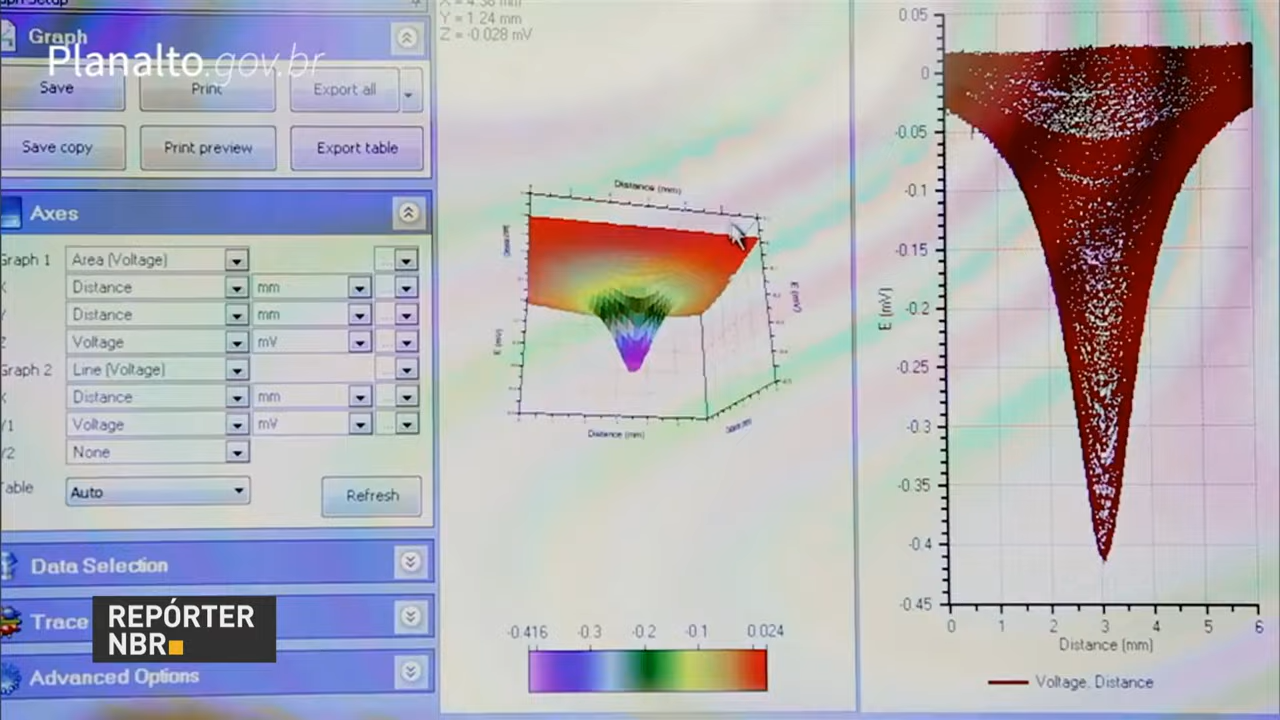 Graph
Planalto.gov.br
Save
Print
Export all
Save copy
Print preview
Export table
Axes
Graph 1
Area (Voltage)
X
Distance
mm
Distance
mm
Z
Voltage
mV
Graph 2
Line (Voltage)
X
Distance
mm
Y1
Voltage
mV
Y2
None
Table
Auto
Refresh
Data Selection
Trace
Advanced Options
REPÓRTER
NBR
X = 4.38 mm
Y = 1.24 mm
Z = -0.028 mV
Distance (mm)
E (mV)
E (mV)
Distance (mm)
-0.416 -0.3 -0.2 -0.1 0.024
0.05
0
-0.05
-0.1
-0.15
-0.2
-0.25
-0.3
-0.35
-0.4
-0.45
E (mV)
0 1 2 3 4 5 6
Distance (mm)
Voltage, Distance